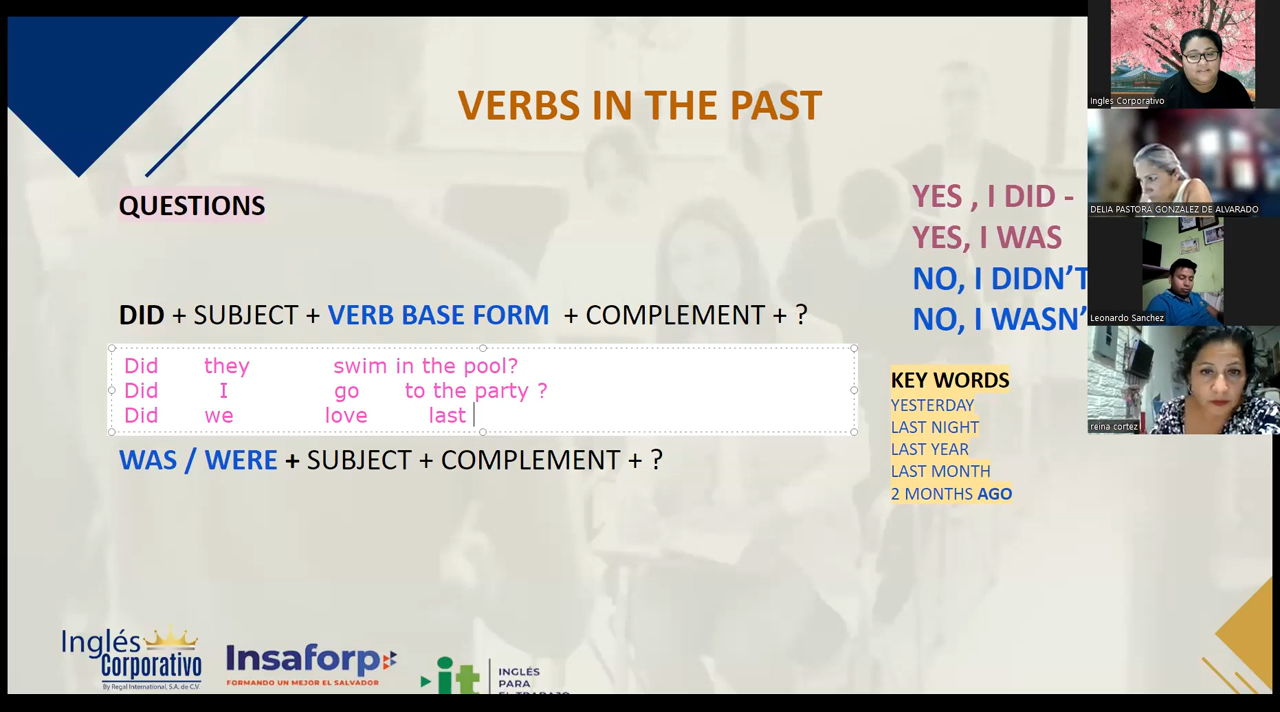 VERBS IN THE PAST
QUESTIONS
DID + SUBJECT + VERB BASE FORM + COMPLEMENT + ?
Did they swim in the pool?
Did I go to the party ?
Did we love last
WAS / WERE + SUBJECT + COMPLEMENT + ?
YES , I DID -
YES, I WAS
NO, I DIDN'T
NO, I WASN'
KEY WORDS
YESTERDAY
LAST NIGHT
LAST YEAR
LAST MONTH
2 MONTHS AGO
Ingles Corporativo
DELIA PASTORA GONZALEZ DE ALVARADO
Leonardo Sanchez
reina cortez
Inglés
Corporativo
By Regal International, S.A. de C.V.
Insaforp
FORMANDO UN MEJOR EL SALVADOR
it
INGLÉS
PARA
EL TRABAJO